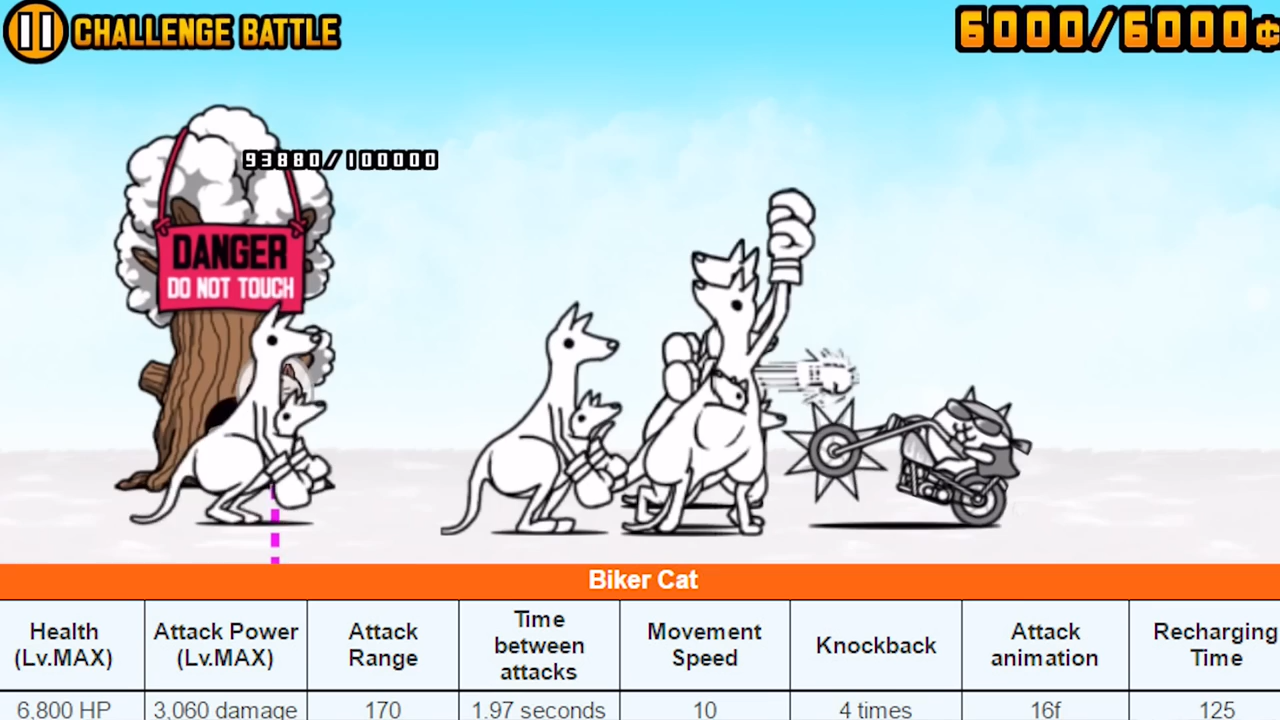 CHALLENGE BATTLE
6000/6000¢
93880/100000
DANGER
DO NOT TOUCH
Biker Cat
Health
(Lv.MAX)
Attack Power
(Lv.MAX)
Attack
Range
Time
between
attacks
Movement
Speed
Knockback
Attack
animation
Recharging
Time
6,800 HP
3,060 damage
170
1.97 seconds
10
4 times
16f
125